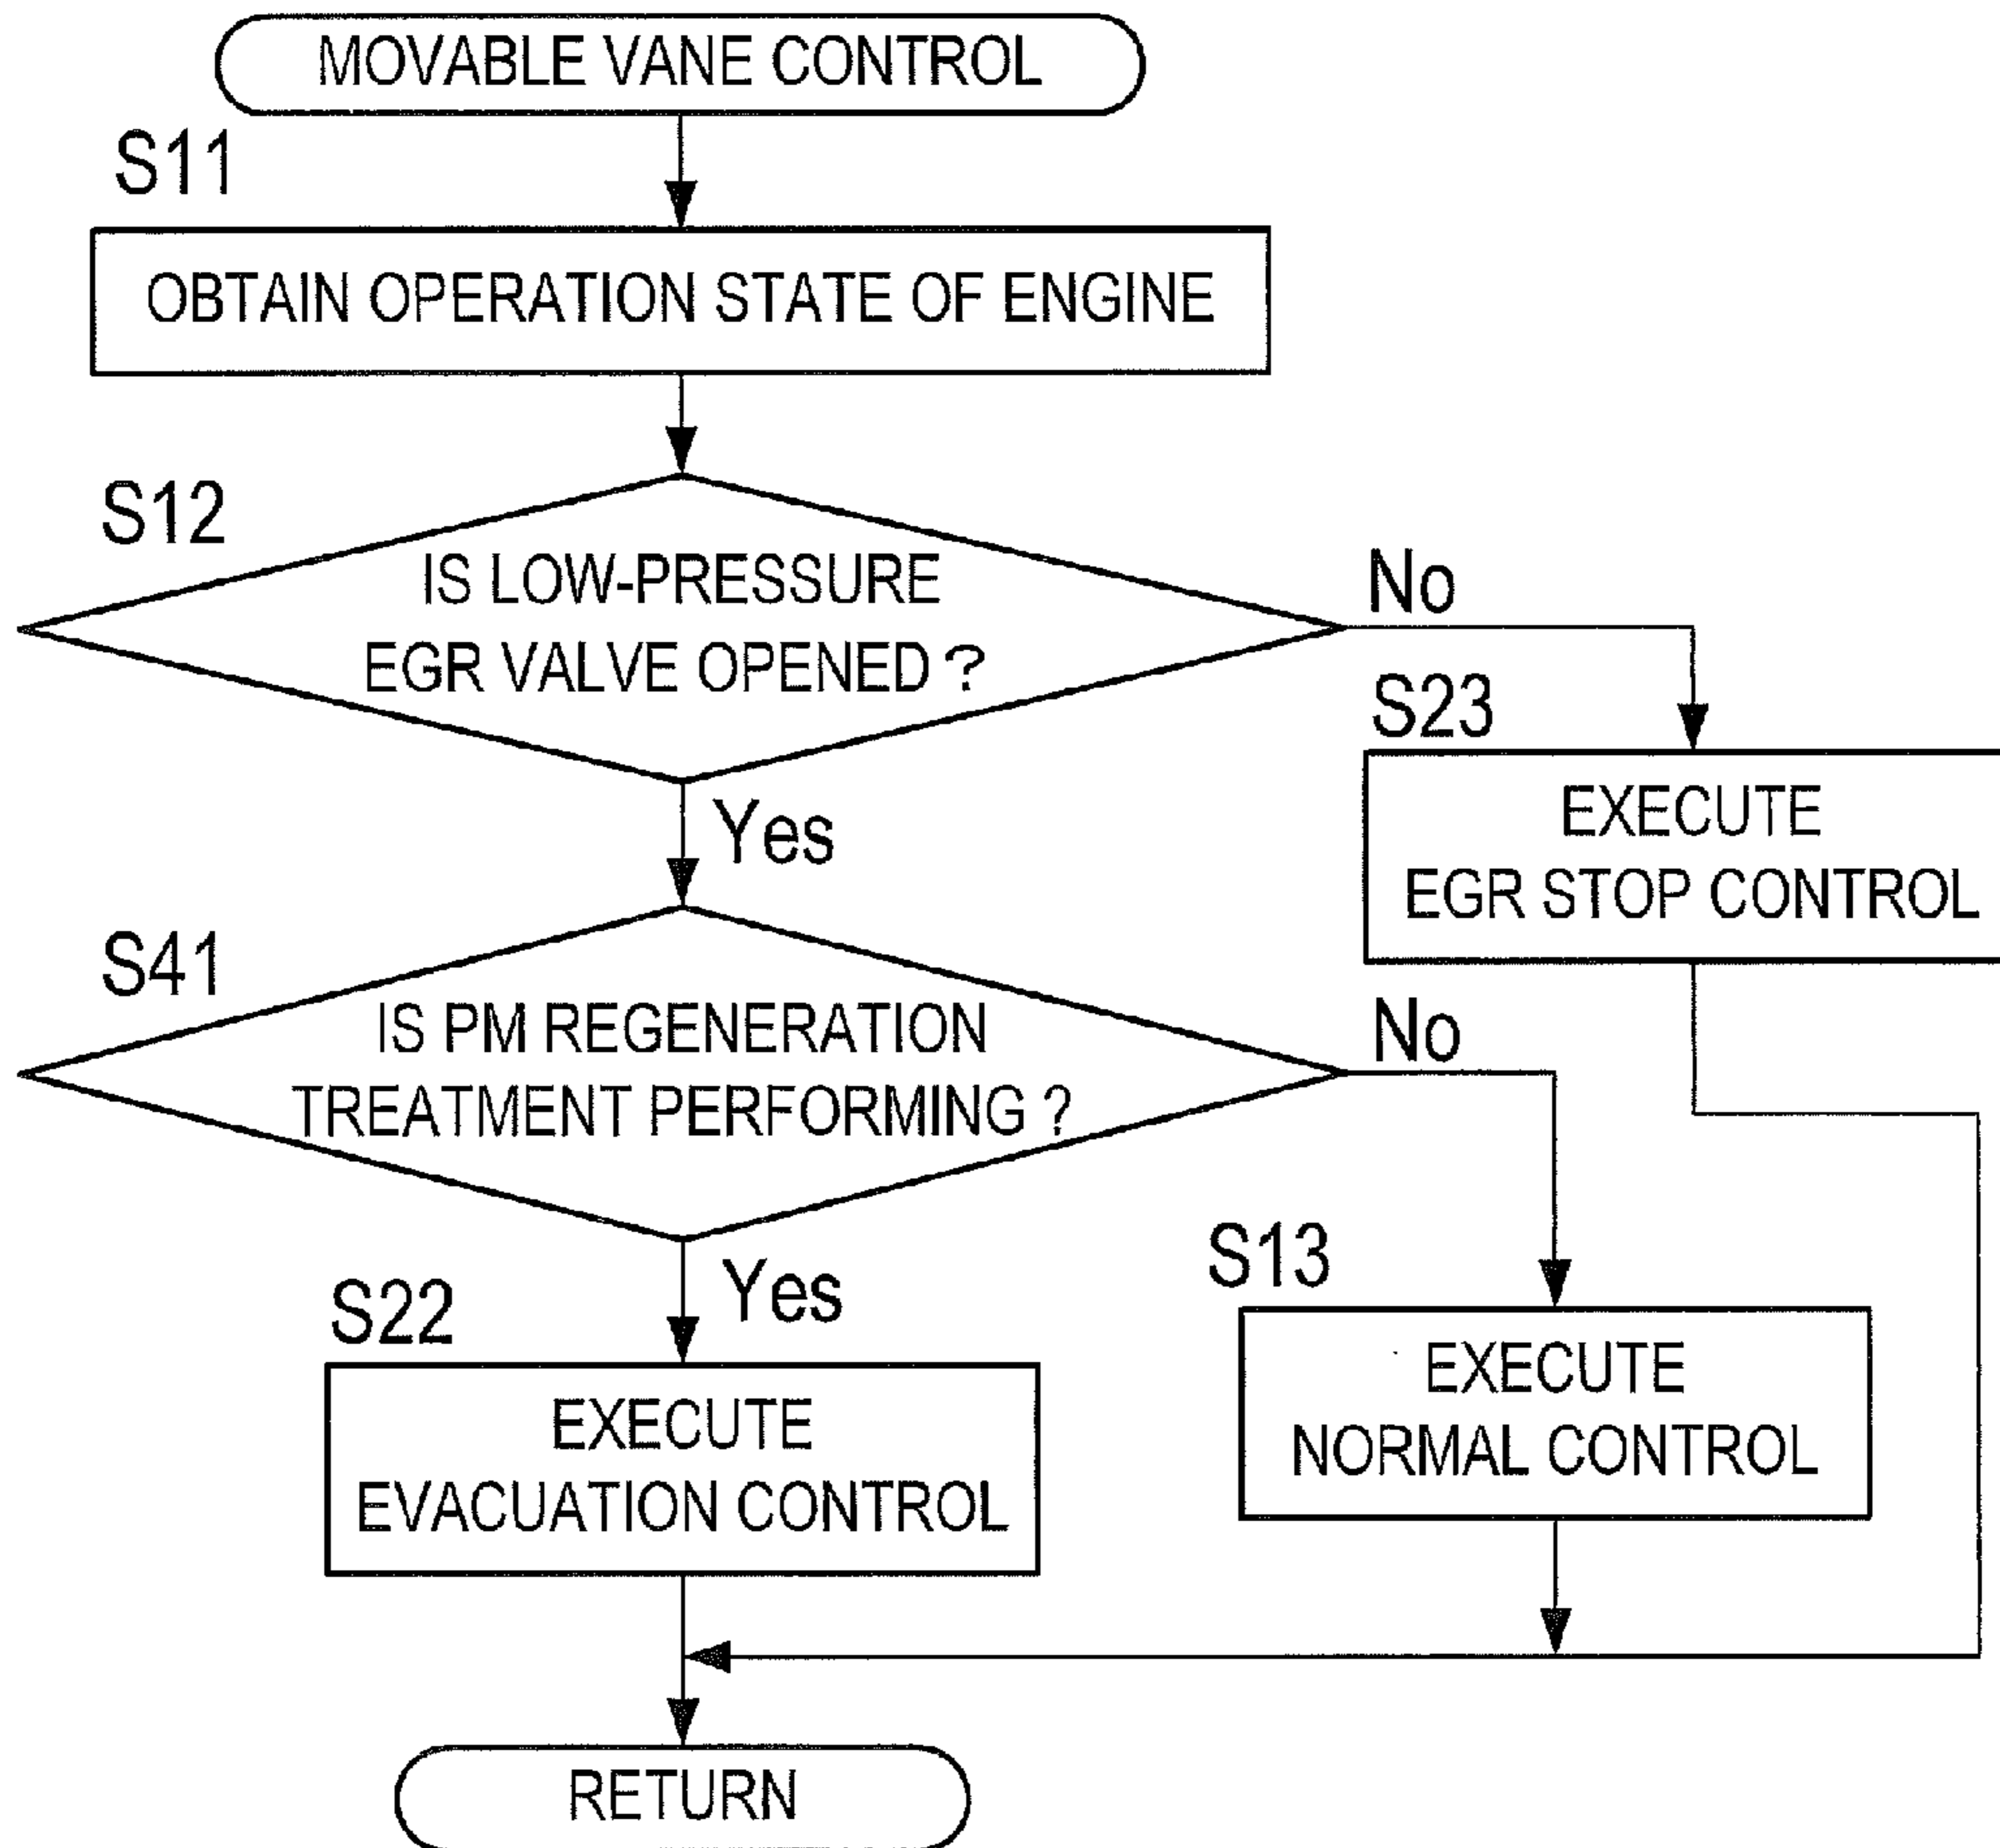 MOVABLE VANE CONTROL
S11
OBTAIN OPERATION STATE OF ENGINE
S12
IS LOW-PRESSURE
EGR VALVE OPENED ?
No
S23
EXECUTE
EGR STOP CONTROL
Yes
S41
IS PM REGENERATION
TREATMENT PERFORMING ?
No
S13
EXECUTE
NORMAL CONTROL
Yes
S22
EXECUTE
EVACUATION CONTROL
RETURN